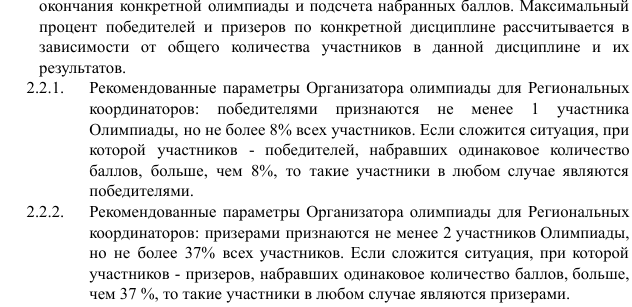 окончания конкретной олимпиады и подсчета набранных баллов. Максимальный
процент победителей и призеров по конкретной дисциплине рассчитывается в
зависимости от общего количества участников в данной дисциплине и их
результатов.
2.2.1. Рекомендованные параметры Организатора олимпиады для Региональных
координаторов: победителями признаются не менее 1 участника
Олимпиады, но не более 8% всех участников. Если сложится ситуация, при
которой участников - победителей, набравших одинаковое количество
баллов, больше, чем 8%, то такие участники в любом случае являются
победителями.
2.2.2. Рекомендованные параметры Организатора олимпиады для Региональных
координаторов: призерами признаются не менее 2 участников Олимпиады,
но не более 37% всех участников. Если сложится ситуация, при которой
участников - призеров, набравших одинаковое количество баллов, больше,
чем 37 %, то такие участники в любом случае являются призерами.